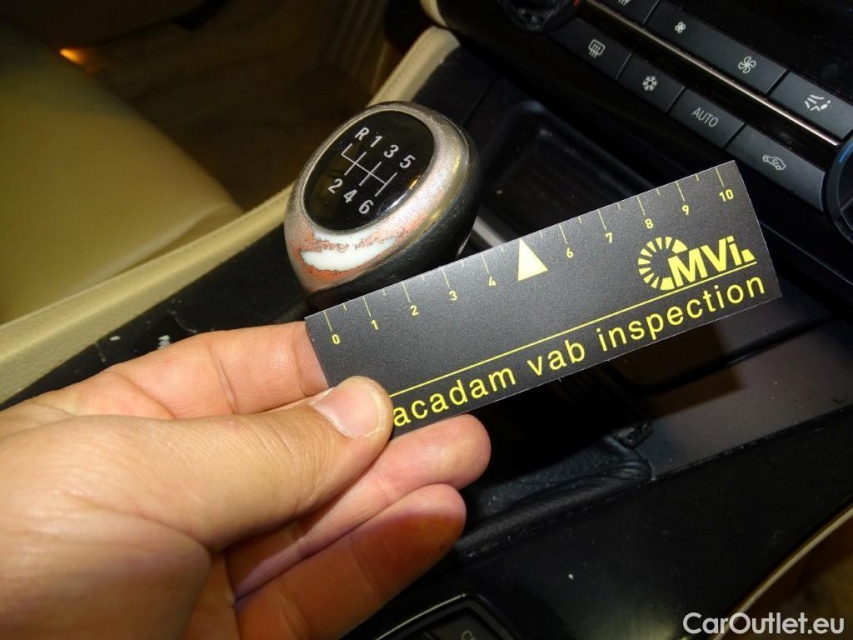 R 1 3 5
2 4 6
AUTO
0 1 2 3 4 6 7 8 9 10
MVi.
acadam vab inspection
CarOutlet.eu